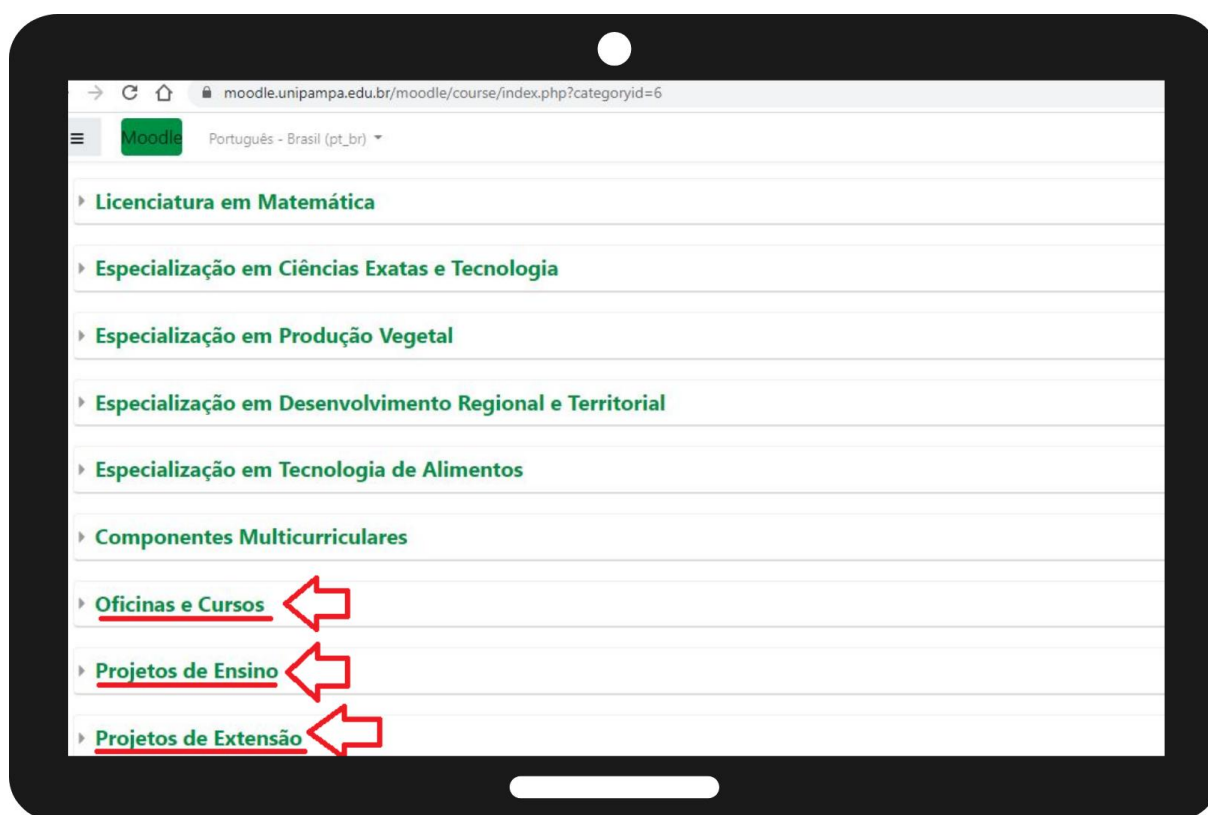 moodle.unipampa.edu.br/moodle/course/index.php?categoryid=6
Moodle Português - Brasil (pt_br)
Licenciatura em Matemática
Especialização em Ciências Exatas e Tecnologia
Especialização em Produção Vegetal
Especialização em Desenvolvimento Regional e Territorial
Especialização em Tecnologia de Alimentos
Componentes Multicurriculares
Oficinas e Cursos
Projetos de Ensino
Projetos de Extensão